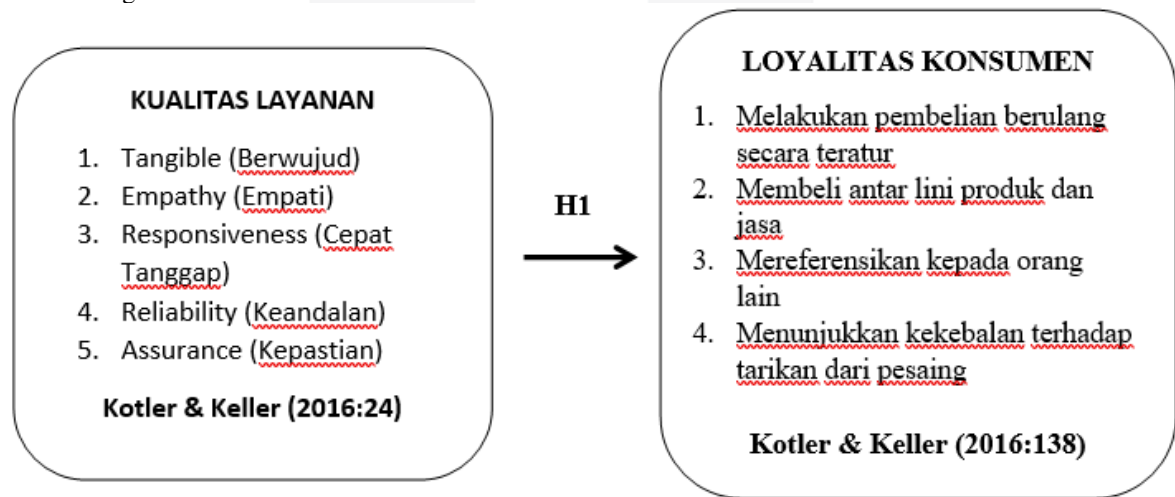 KUALITAS LAYANAN
1. Tangible (Berwujud)
2. Empathy (Empati)
3. Responsiveness (Cepat
Tanggap)
4. Reliability (Keandalan)
5. Assurance (Kepastian)
Kotler & Keller (2016:24)
H1
LOYALITAS KONSUMEN
1. Melakukan pembelian berulang
secara teratur
2. Membeli antar lini produk dan
jasa
3. Mereferensikan kepada orang
lain
4. Menunjukkan kekebalan terhadap
tarikan dari pesaing
Kotler & Keller (2016:138)